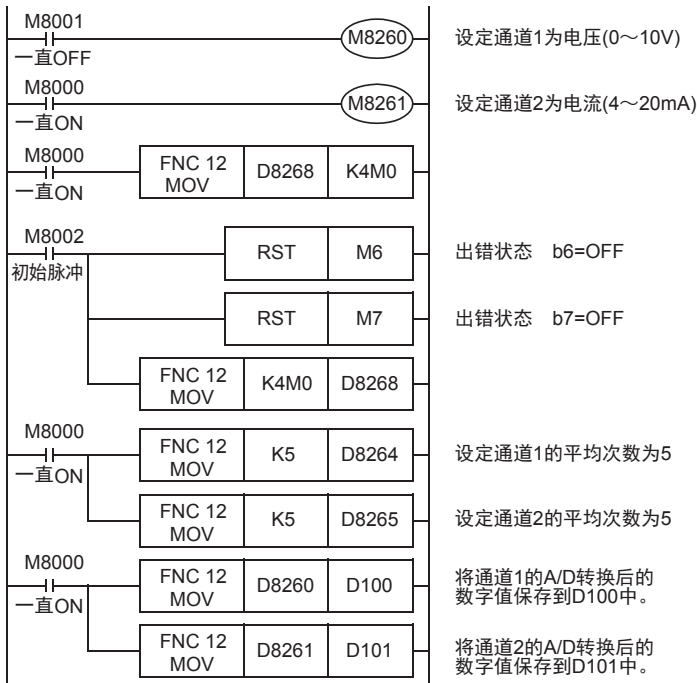 M8001
一直OFF
M8260
设定通道1为电压(0～10V)
M8000
一直ON
M8261
设定通道2为电流(4～20mA)
M8000
一直ON
FNC 12
MOV
D8268
K4M0
M8002
初始脉冲
RST
M6
出错状态 b6=OFF
RST
M7
出错状态 b7=OFF
FNC 12
MOV
K4M0
D8268
M8000
一直ON
FNC 12
MOV
K5
D8264
设定通道1的平均次数为5
FNC 12
MOV
K5
D8265
设定通道2的平均次数为5
M8000
一直ON
FNC 12
MOV
D8260
D100
将通道1的A/D转换后的
数字值保存到D100中。
FNC 12
MOV
D8261
D101
将通道2的A/D转换后的
数字值保存到D101中。